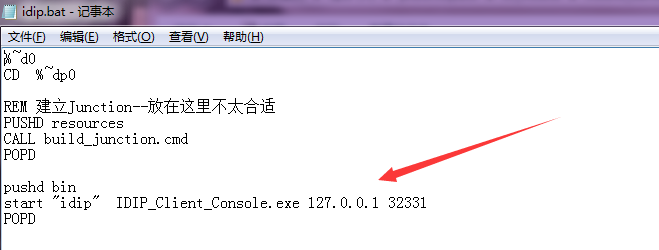 idip.bat - 记事本
文件(F) 编辑(E) 格式(O) 查看(V) 帮助(H)
%~d0
CD  %~dp0
REM 建立Junction--放在这里不太合适
PUSHD resources
CALL build_junction.cmd
POPD
pushd bin
start "idip"  IDIP_Client_Console.exe 127.0.0.1 32331
POPD